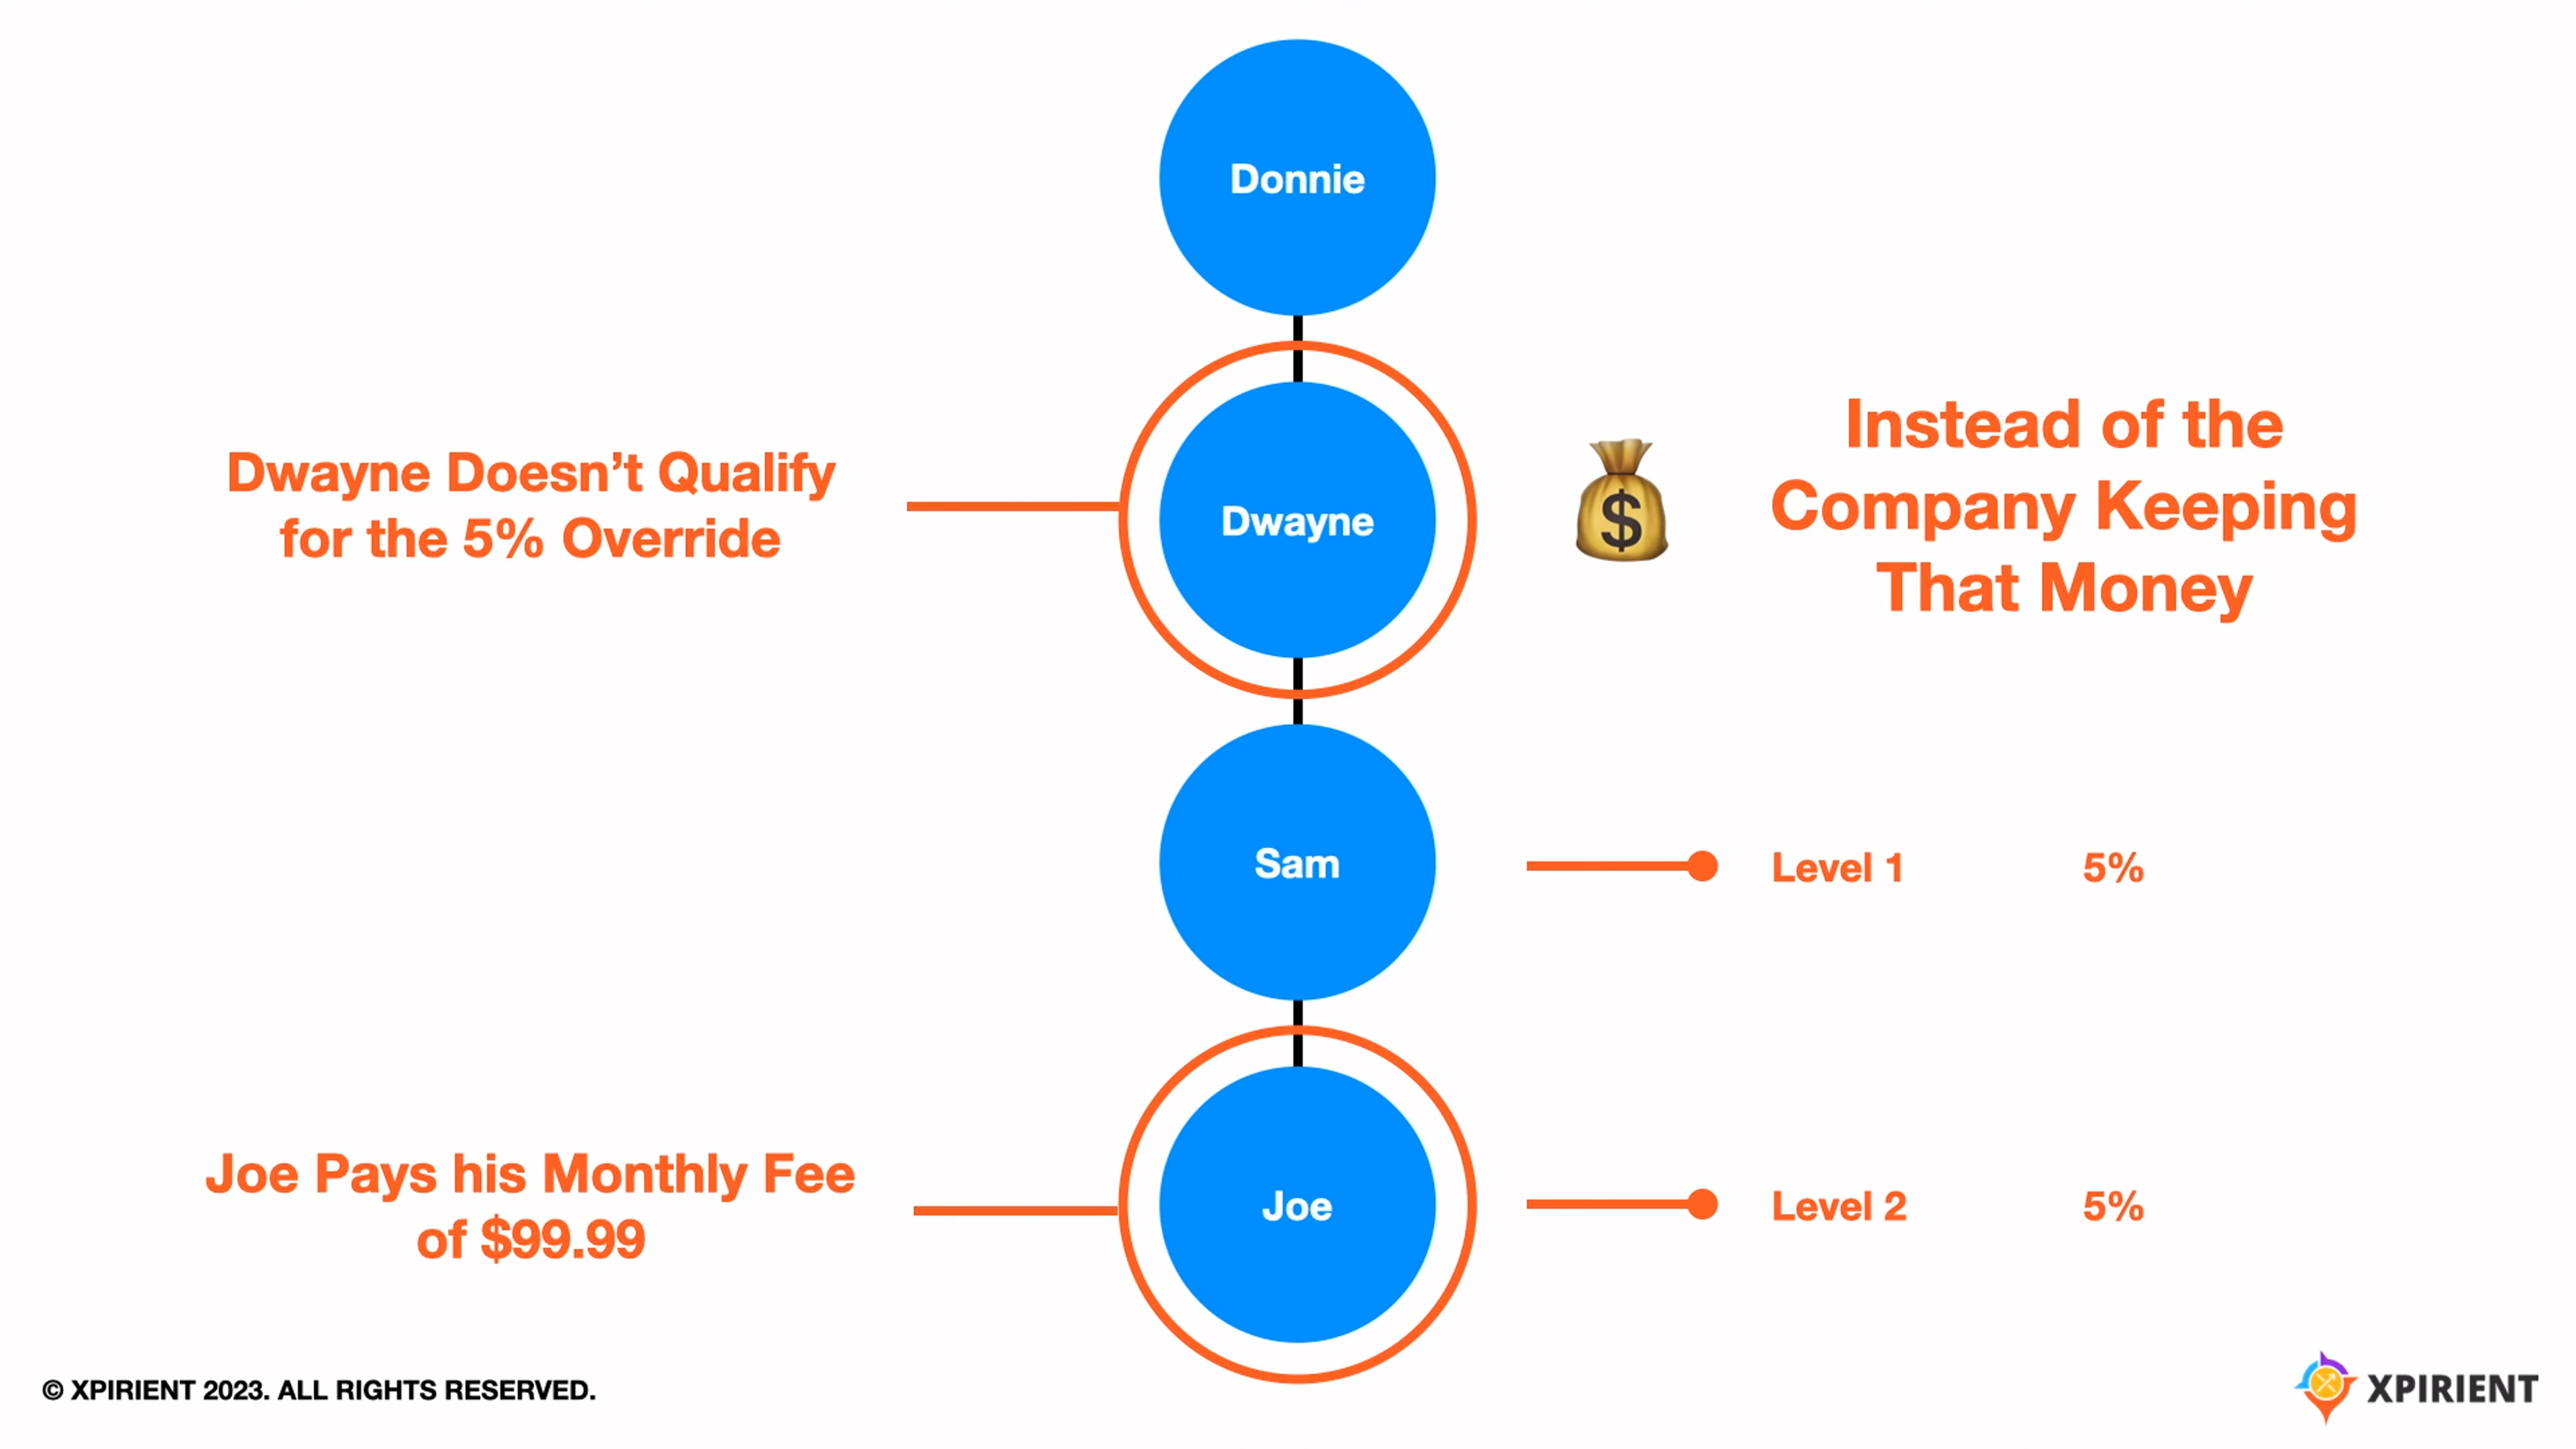 Donnie
Dwayne Doesn’t Qualify
for the 5% Override
Dwayne
$
Instead of the
Company Keeping
That Money
Sam
Level 1 5%
Joe Pays his Monthly Fee
of $99.99
Joe
Level 2 5%
© XPIRIENT 2023. ALL RIGHTS RESERVED.
XPIRIENT